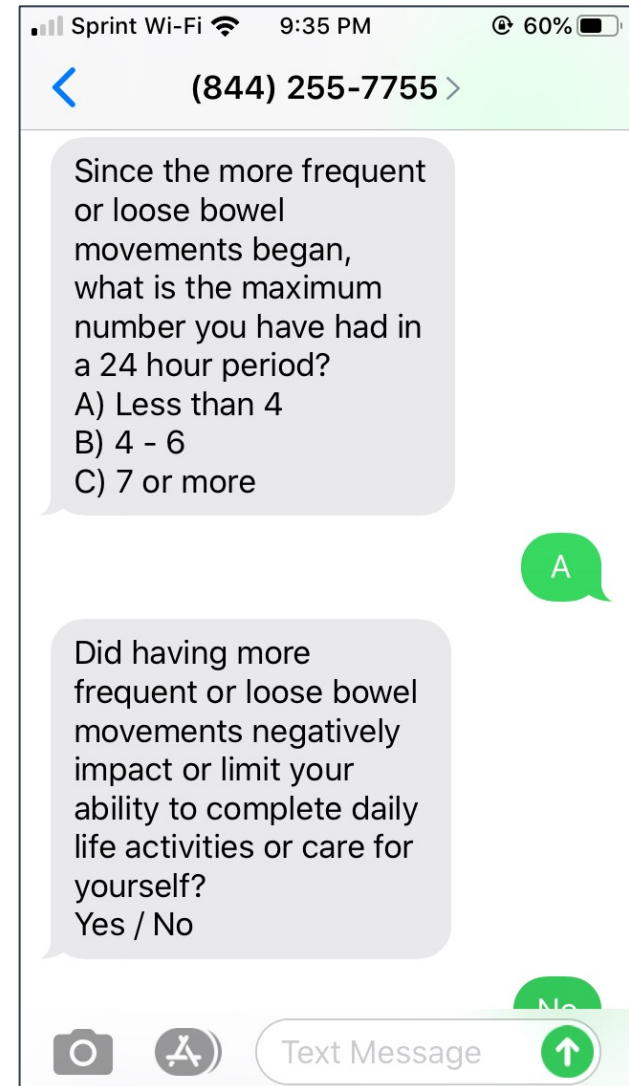 Sprint Wi-Fi 9:35 PM 60%
(844) 255-7755
Since the more frequent
or loose bowel
movements began,
what is the maximum
number you have had in
a 24 hour period?
A) Less than 4
B) 4 - 6
C) 7 or more
A
Did having more
frequent or loose bowel
movements negatively
impact or limit your
ability to complete daily
life activities or care for
yourself?
Yes / No
No
Text Message